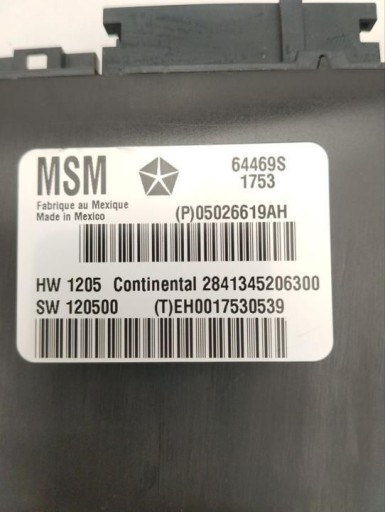 MSM
64469S
1753
Fabrique au Mexique
Made in Mexico
(P)05026619AH
HW 1205 Continental 2841345206300
SW 120500 (T)EH0017530539